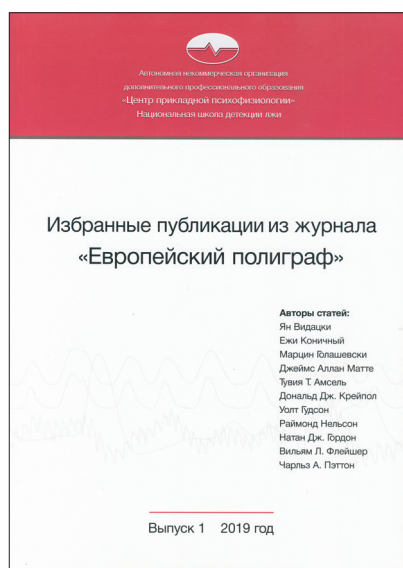 Автономная некоммерческая организация
дополнительного профессионального образования
«Центр прикладной психофизиологии»
Национальная школа детекции лжи
Избранные публикации из журнала
«Европейский полиграф»
Авторы статей:
Ян Видацки
Ежи Коничный
Марцин Голашевски
Джеймс Аллан Матте
Тувия Т. Амсель
Дональд Дж. Крейпол
Уолт Гудсон
Раймонд Нельсон
Натан Дж. Гордон
Вильям Л. Флейшер
Чарльз А. Пэттон
Выпуск 1 2019 год